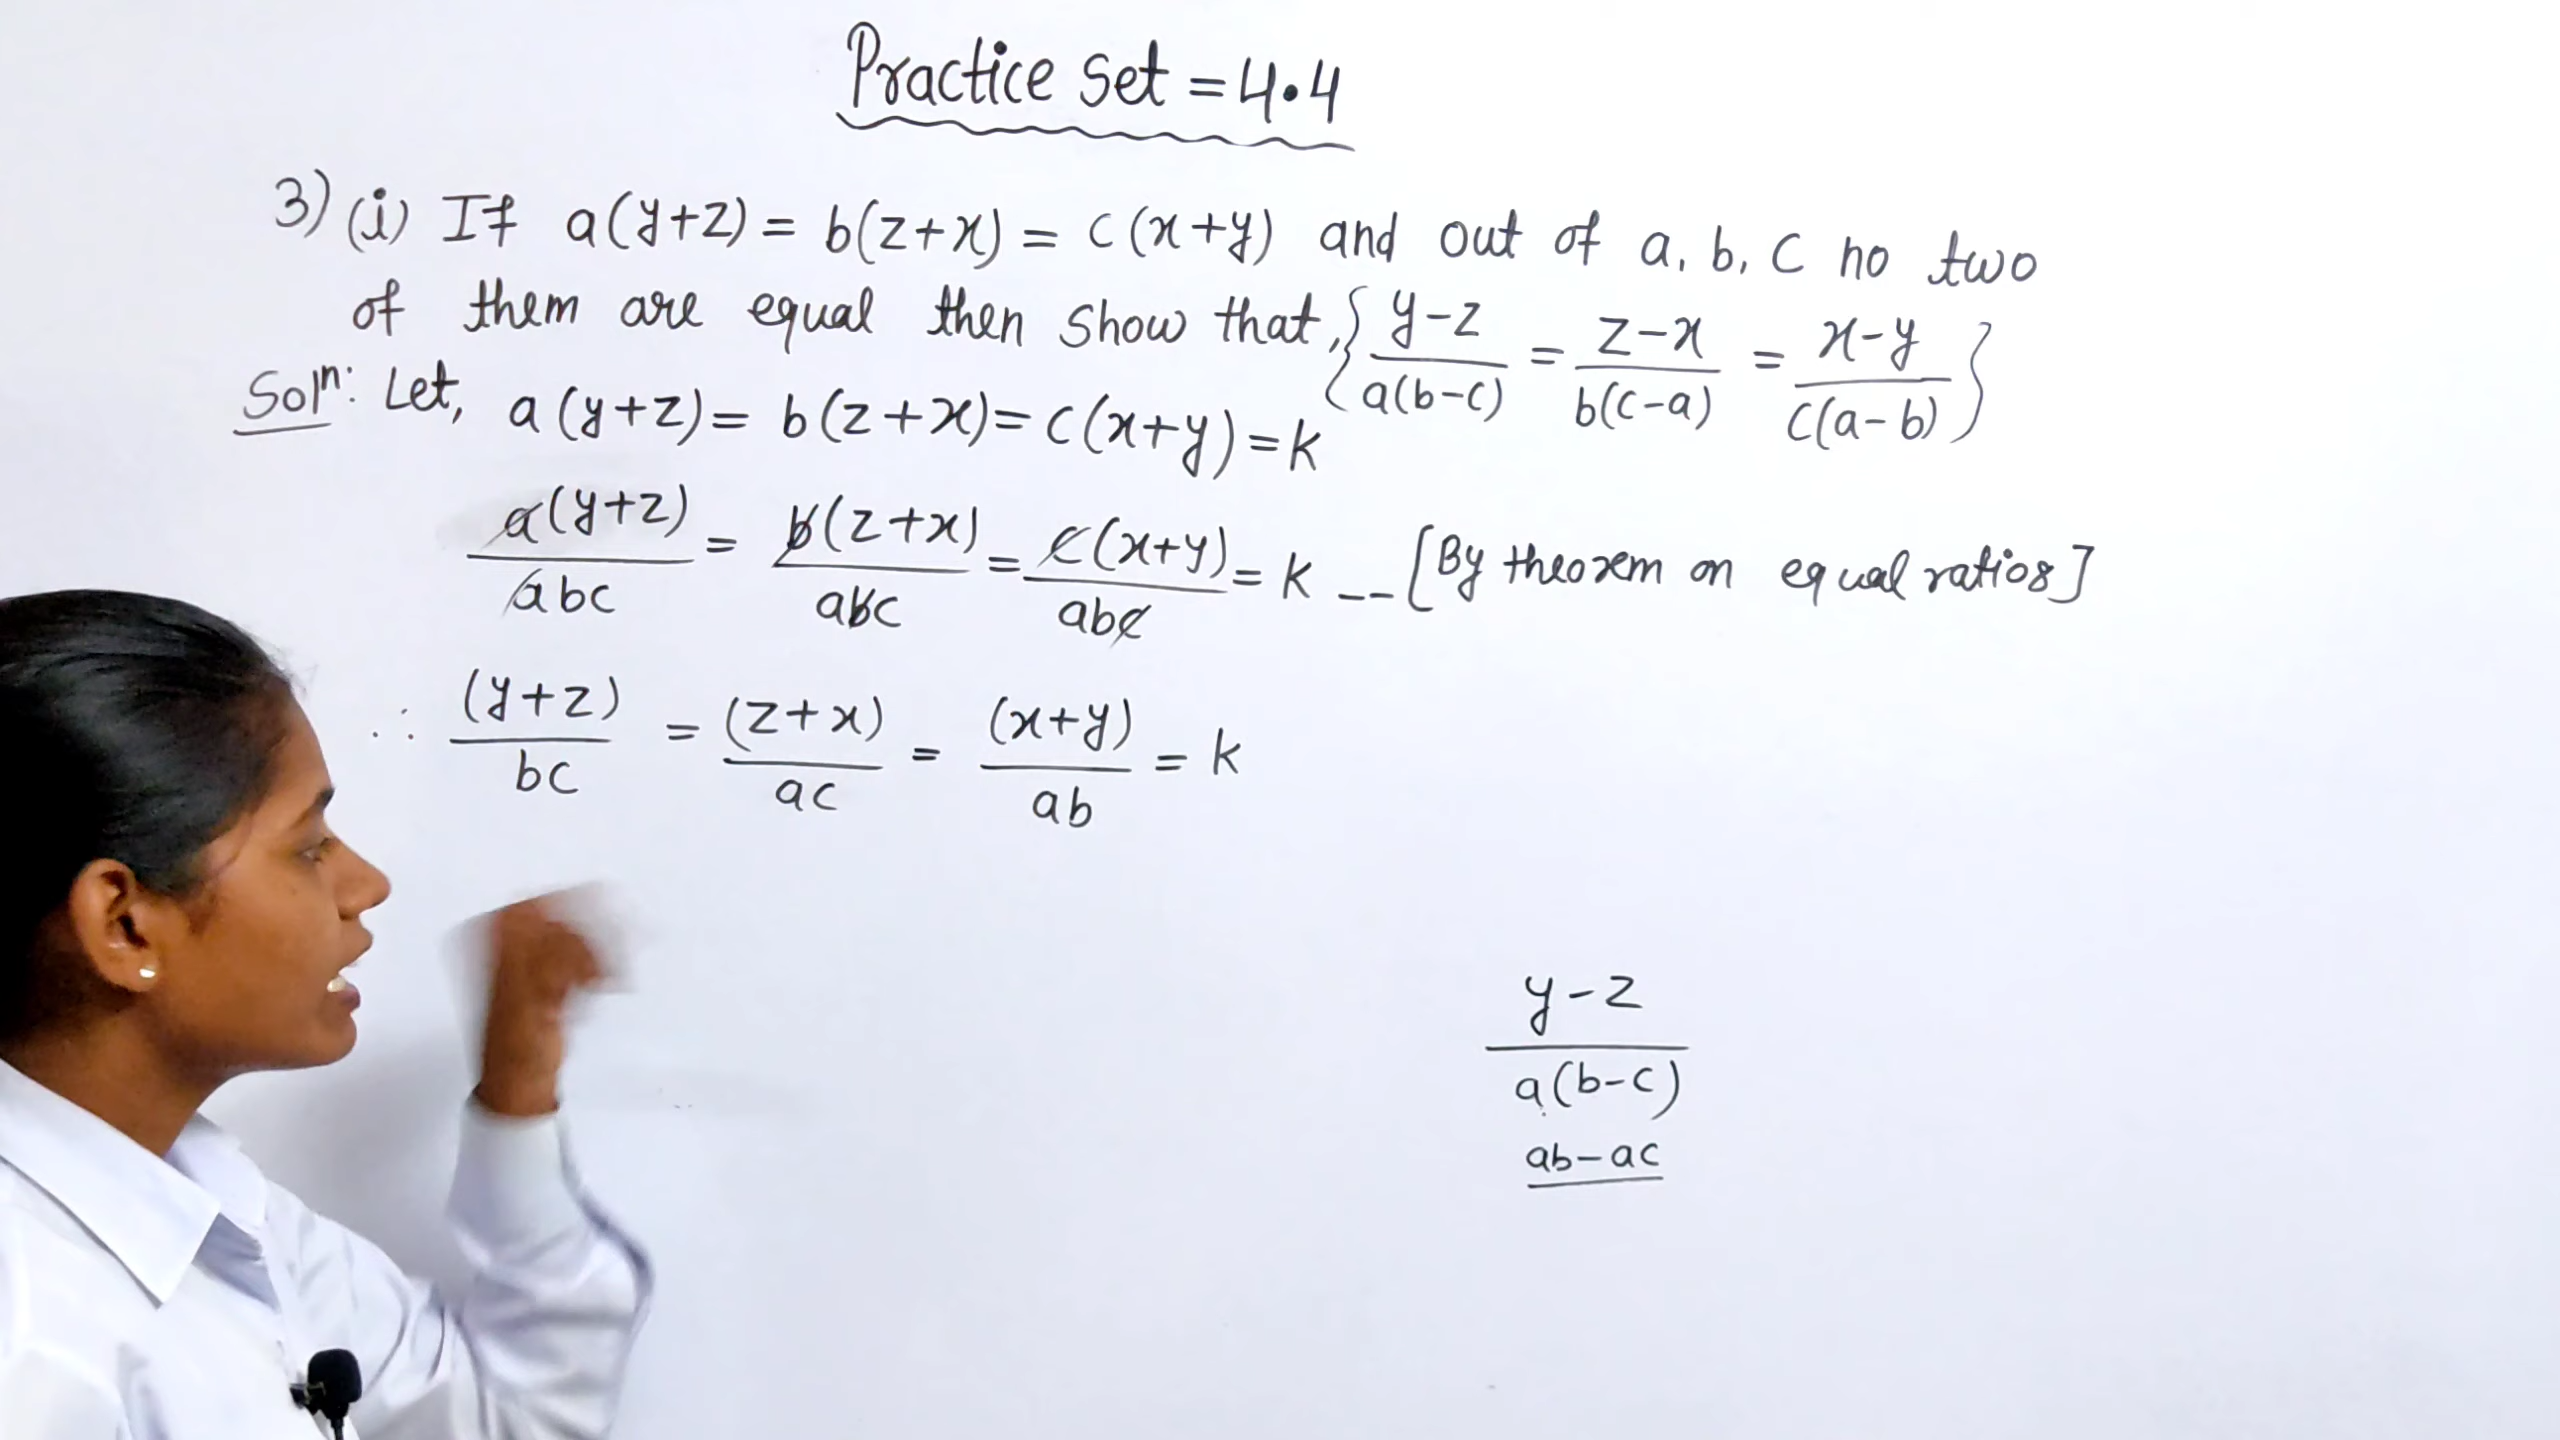 Practice set = 4.4
3) (i) If a(y+z) = b(z+x) = c(x+y) and out of a, b, c no two
of them are equal then show that, { (y-z)/(a(b-c)) = (z-x)/(b(c-a)) = (x-y)/(c(a-b)) }
Solⁿ: Let, a(y+z) = b(z+x) = c(x+y) = k
a(y+z)/abc = b(z+x)/abc = c(x+y)/abc = k -- [By theorem on equal ratios]
∴ (y+z)/bc = (z+x)/ac = (x+y)/ab = k
y-z
a(b-c)
ab-ac